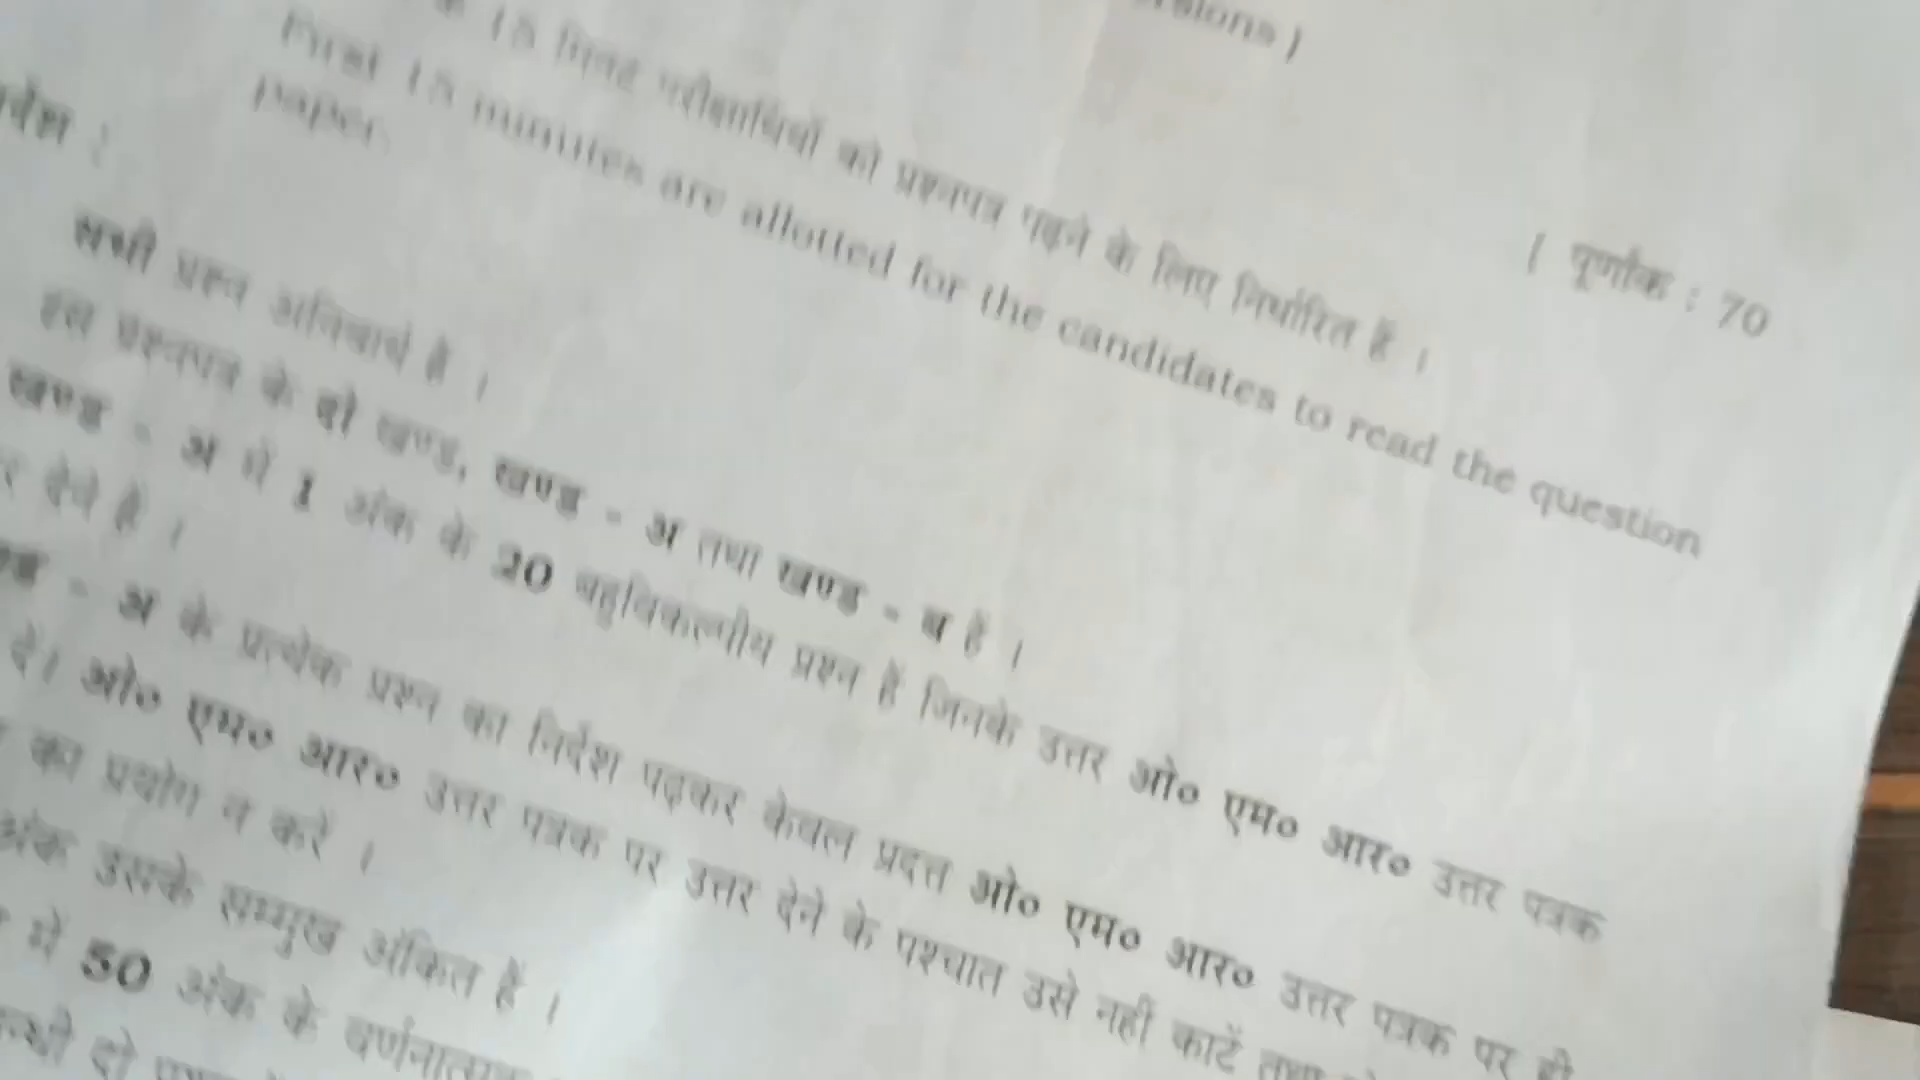 [ पूर्णांक : 70
15 मिनट परीक्षार्थियों को प्रश्नपत्र पढ़ने के लिए निर्धारित हैं ।
First 15 minutes are allotted for the candidates to read the question
paper.
सभी प्रश्न अनिवार्य हैं ।
इस प्रश्नपत्र के दो खण्ड, खण्ड - अ तथा खण्ड - ब हैं ।
खण्ड - अ में 1 अंक के 20 बहुविकल्पीय प्रश्न हैं जिनके उत्तर ओ० एम० आर० उत्तर पत्रक
देने हैं ।
- अ के प्रत्येक प्रश्न का निर्देश पढ़कर केवल प्रदत्त ओ० एम० आर० उत्तर पत्रक पर ही
दें। ओ० एम० आर० उत्तर पत्रक पर उत्तर देने के पश्चात उसे नहीं काटें तथा
का प्रयोग न करें ।
अंक उसके सम्मुख अंकित हैं ।
में 50 अंक के वर्णनात्मक
दो